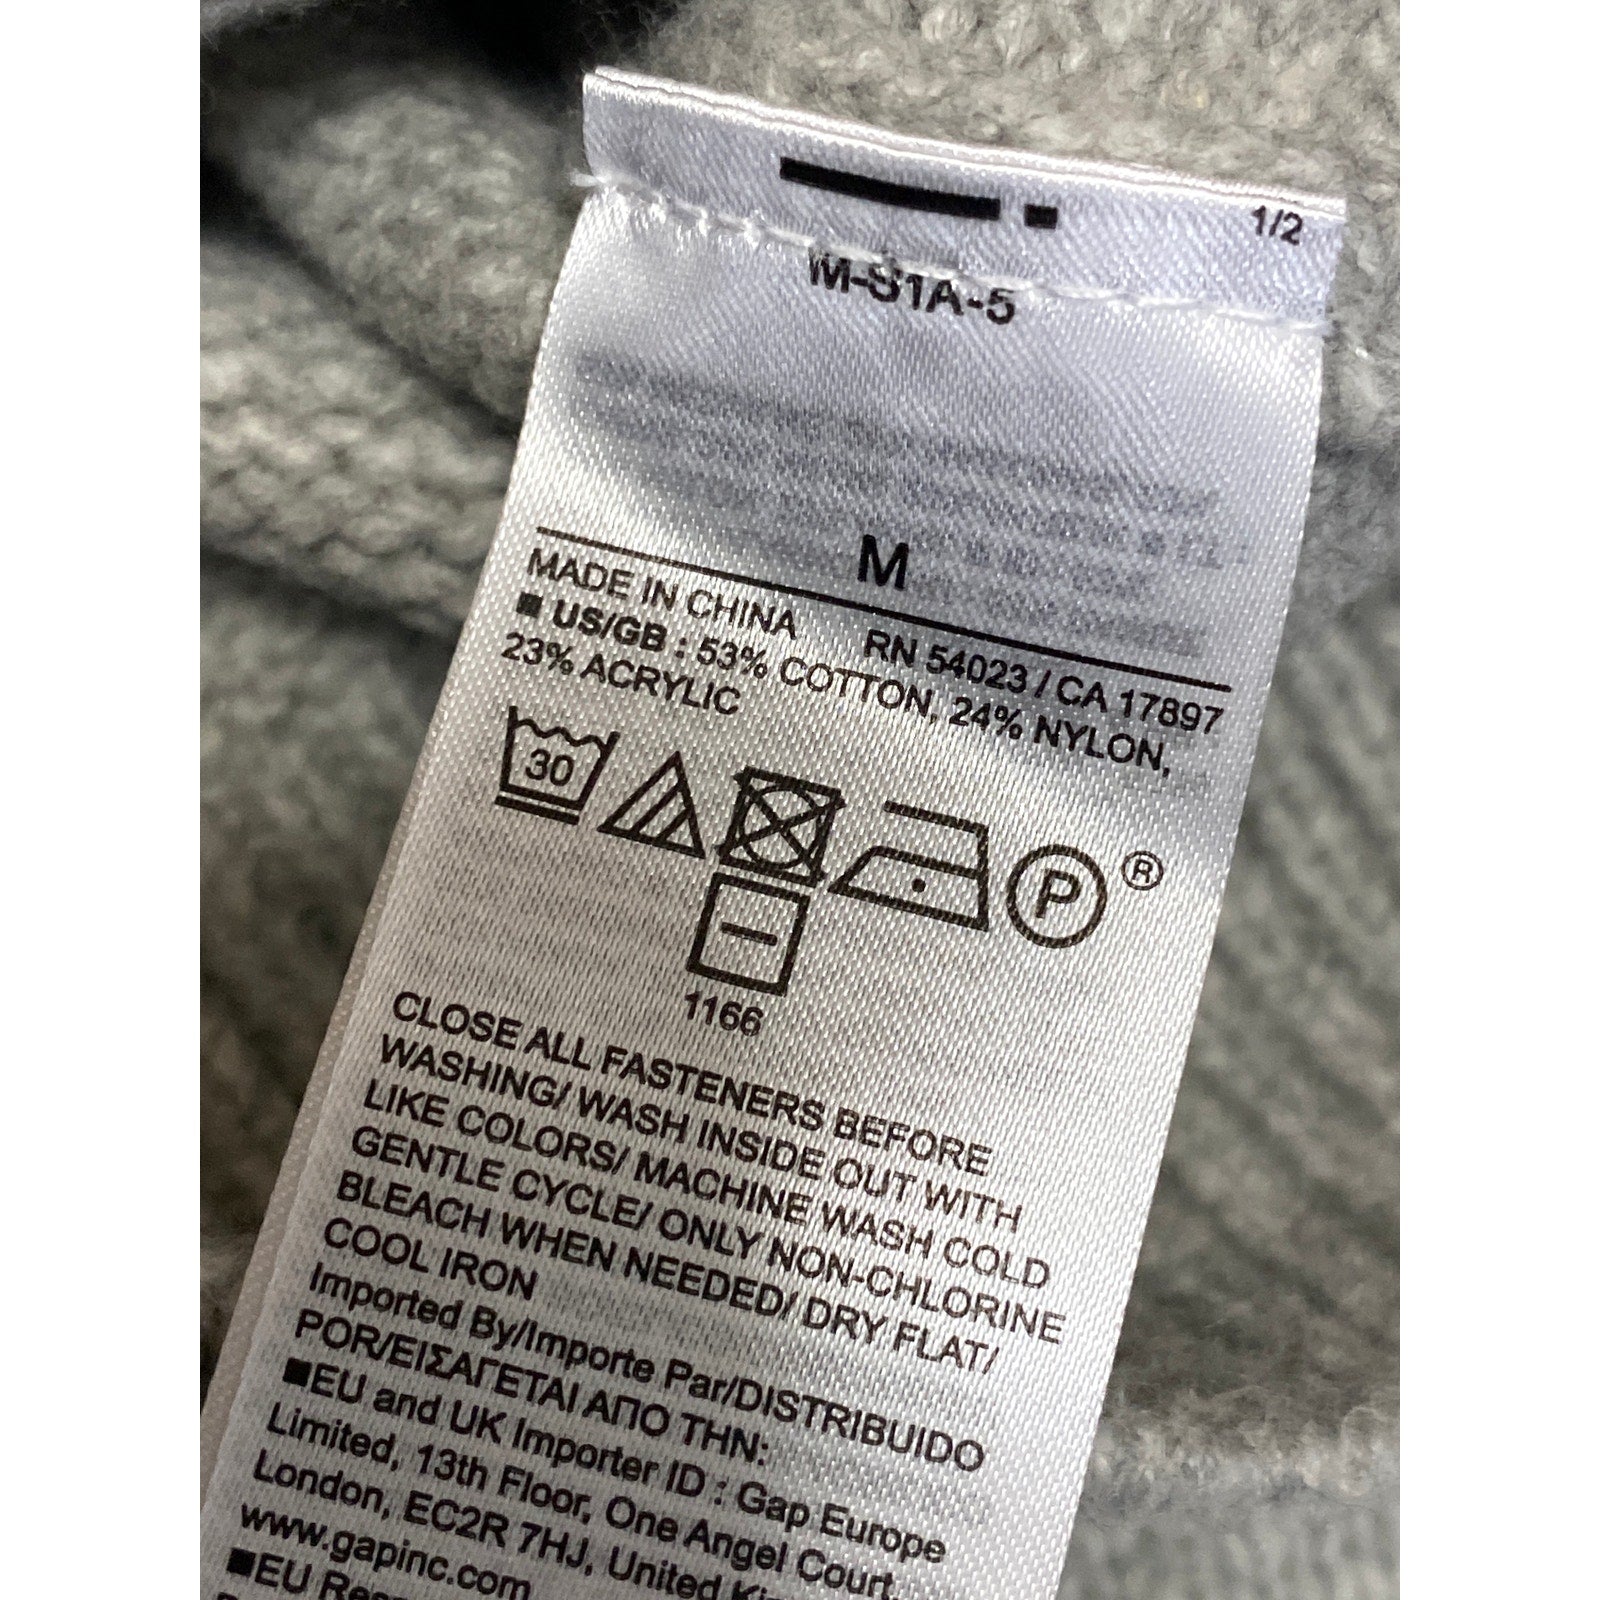 1/2
M-S1A-5
M
MADE IN CHINA RN 54023 / CA 17897
■ US/GB : 53% COTTON, 24% NYLON,
23% ACRYLIC
30
P ®
1166
CLOSE ALL FASTENERS BEFORE
WASHING/ WASH INSIDE OUT WITH
LIKE COLORS/ MACHINE WASH COLD
GENTLE CYCLE/ ONLY NON-CHLORINE
BLEACH WHEN NEEDED/ DRY FLAT/
COOL IRON
Imported By/Importe Par/DISTRIBUIDO
POR/ΕΙΣΑΓΕΤΑΙ ΑΠΟ ΤΗΝ:
■EU and UK Importer ID : Gap Europe
Limited, 13th Floor, One Angel Court,
London, EC2R 7HJ, United
www.gapinc.com
■EU